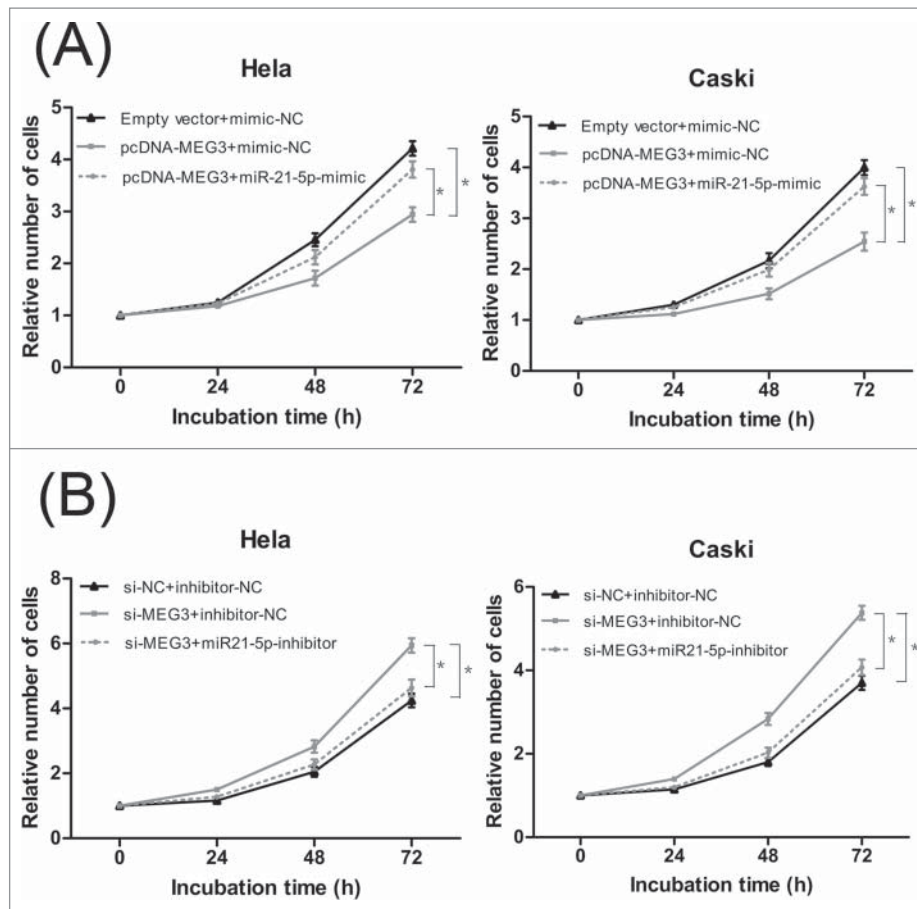 (A)
Hela
Relative number of cells
5
4
3
2
1
0
Empty vector+mimic-NC
pcDNA-MEG3+mimic-NC
pcDNA-MEG3+miR-21-5p-mimic
*
*
0 24 48 72
Incubation time (h)
Caski
Relative number of cells
5
4
3
2
1
0
Empty vector+mimic-NC
pcDNA-MEG3+mimic-NC
pcDNA-MEG3+miR-21-5p-mimic
*
*
0 24 48 72
Incubation time (h)
(B)
Hela
Relative number of cells
8
6
4
2
0
si-NC+inhibitor-NC
si-MEG3+inhibitor-NC
si-MEG3+miR21-5p-inhibitor
*
*
0 24 48 72
Incubation time (h)
Caski
Relative number of cells
6
4
2
0
si-NC+inhibitor-NC
si-MEG3+inhibitor-NC
si-MEG3+miR21-5p-inhibitor
*
*
0 24 48 72
Incubation time (h)